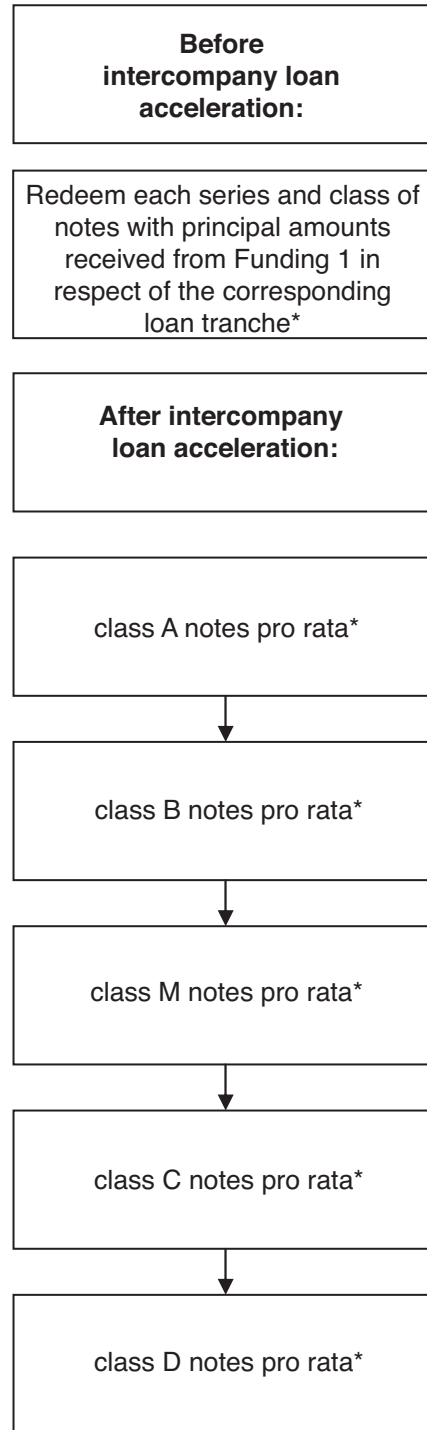 Before
intercompany loan
acceleration:
Redeem each series and class of
notes with principal amounts
received from Funding 1 in
respect of the corresponding
loan tranche*
After intercompany
loan acceleration:
class A notes pro rata*
class B notes pro rata*
class M notes pro rata*
class C notes pro rata*
class D notes pro rata*